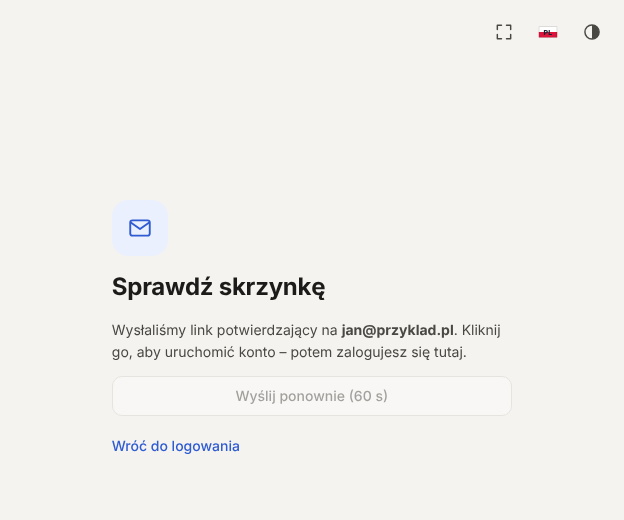 PL
Sprawdź skrzynkę
Wysłaliśmy link potwierdzający na jan@przyklad.pl. Kliknij
go, aby uruchomić konto – potem zalogujesz się tutaj.
Wyślij ponownie (60 s)
Wróć do logowania